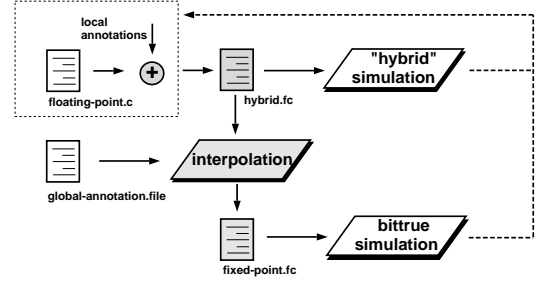 local
annotations
+
floating-point.c
hybrid.fc
"hybrid"
simulation
interpolation
global-annotation.file
fixed-point.fc
bittrue
simulation